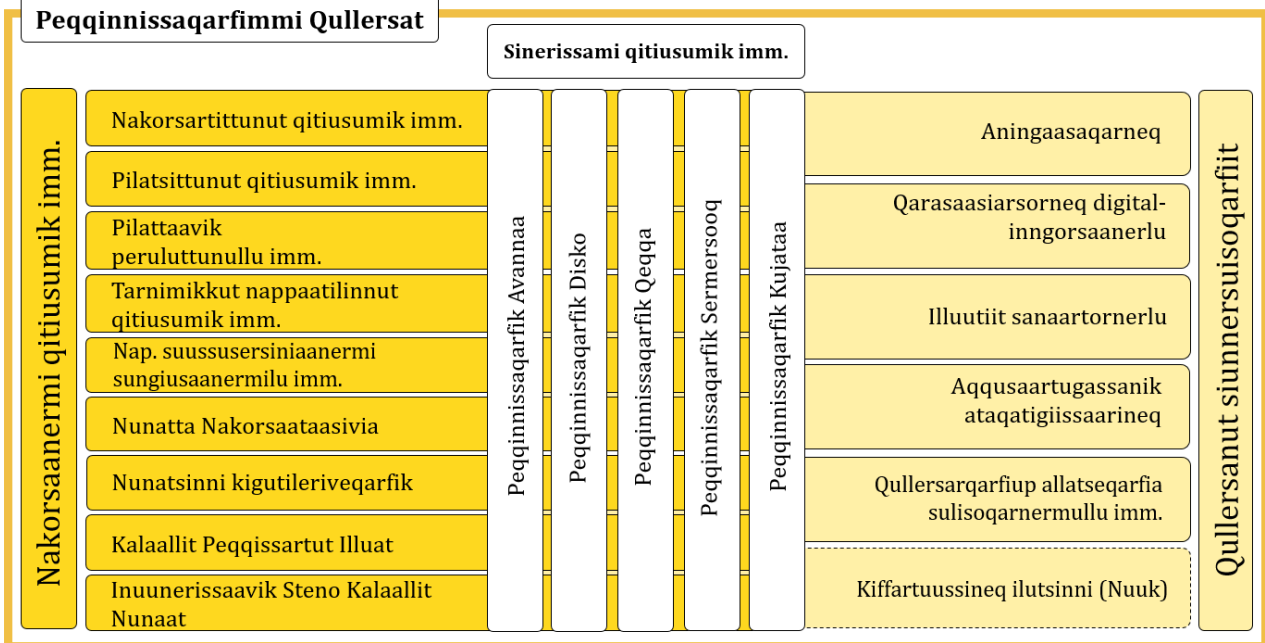 Peqqinnissaqarfimmi Qullersat
Sinerissami qitiusumik imm.
Nakorsaanermi qitiusumik imm.
Nakorsartittunut qitiusumik imm.
Pilatsittunut qitiusumik imm.
Pilattaavik
peruluttunullu imm.
Tarnimikkut nappaatilinnut
qitiusumik imm.
Nap. suussusersiniaanermi
sungiusaanermilu imm.
Nunatta Nakorsaataasivia
Nunatsinni kigutileriveqarfik
Kalaallit Peqqissartut Illuat
Inuunerissaavik Steno Kalaallit
Nunaat
Peqqinnissaqarfik Avannaa
Peqqinnissaqarfik Disko
Peqqinnissaqarfik Qeqqa
Peqqinnissaqarfik Sermersooq
Peqqinnissaqarfik Kujataa
Aningaasaqarneq
Qarasaasiarsorneq digital-
inngorsaanerlu
Illuutiit sanaartornerlu
Aqqusaartugassanik
ataqatigiissaarineq
Qullersarqarfiup allatseqarfia
sulisoqarnermullu imm.
Kiffartuussineq ilutsinni (Nuuk)
Qullersanut siunnersuisoqarfiit